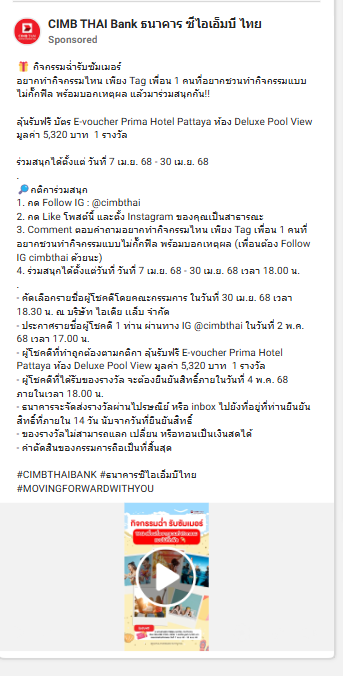 CIMB THAI Bank ธนาคาร ซีไอเอ็มบี ไทย
Sponsored
🎁 กิจกรรมฉ่ำรับซัมเมอร์
อยากทำกิจกรรมไหน เพียง Tag เพื่อน 1 คนที่อยากชวนทำกิจกรรมแบบ
ไม่กั๊กฟีล พร้อมบอกเหตุผล แล้วมาร่วมสนุกกัน!!
ลุ้นรับฟรี บัตร E-voucher Prima Hotel Pattaya ห้อง Deluxe Pool View
มูลค่า 5,320 บาท 1 รางวัล
ร่วมสนุกได้ตั้งแต่ วันที่ 7 เม.ย. 68 - 30 เม.ย. 68
.
🔎กติการ่วมสนุก
1. กด Follow IG : @cimbthai
2. กด Like โพสต์นี้ และตั้ง Instagram ของคุณเป็นสาธารณะ
3. Comment ตอบคำถามอยากทำกิจกรรมไหน เพียง Tag เพื่อน 1 คนที่
อยากชวนทำกิจกรรมแบบไม่กั๊กฟีล พร้อมบอกเหตุผล (เพื่อนต้อง Follow
IG cimbthai ด้วยนะ)
4. ร่วมสนุกได้ตั้งแต่วันที่ วันที่ 7 เม.ย. 68 - 30 เม.ย. 68 เวลา 18.00 น.
.
- คัดเลือกรายชื่อผู้โชคดีโดยคณะกรรมการ ในวันที่ 30 เม.ย. 68 เวลา
18.30 น. ณ บริษัท ไอเดีย แล็บ จำกัด
- ประกาศรายชื่อผู้โชคดี 1 ท่าน ผ่านทาง IG @cimbthai ในวันที่ 2 พ.ค.
68 เวลา 17.00 น.
- ผู้โชคดีที่ทำถูกต้องตามกติกา ลุ้นรับฟรี E-voucher Prima Hotel
Pattaya ห้อง Deluxe Pool View มูลค่า 5,320 บาท 1 รางวัล
- ผู้โชคดีที่ได้รับของรางวัล จะต้องยืนยันสิทธิ์ภายในวันที่ 4 พ.ค. 68
ภายในเวลา 18.00 น.
- ธนาคารจะจัดส่งรางวัลผ่านไปรษณีย์ หรือ inbox ไปยังที่อยู่ที่ท่านยืนยัน
สิทธิ์ที่ภายใน 14 วัน นับจากวันที่ยืนยันสิทธิ์
- ของรางวัลไม่สามารถแลก เปลี่ยน หรือทอนเป็นเงินสดได้
- คำตัดสินของกรรมการถือเป็นที่สิ้นสุด
#CIMBTHAIBANK #ธนาคารซีไอเอ็มบีไทย
#MOVINGFORWARDWITHYOU
กิจกรรมฉ่ำ รับซัมเมอร์